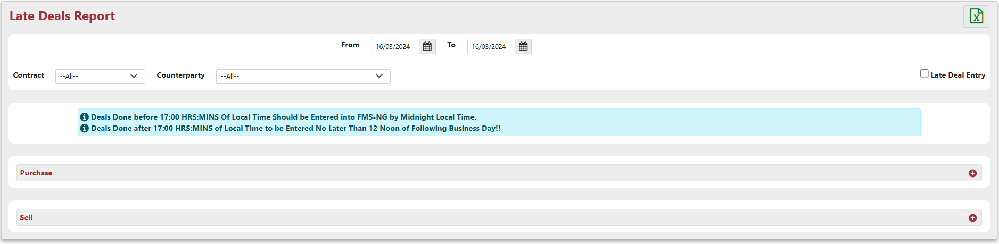 Late Deals Report
From 16/03/2024 To 16/03/2024
Contract --All-- Counterparty --All-- Late Deal Entry
Deals Done before 17:00 HRS:MINS Of Local Time Should be Entered into FMS-NG by Midnight Local Time.
Deals Done after 17:00 HRS:MINS of Local Time to be Entered No Later Than 12 Noon of Following Business Day!!
Purchase
Sell